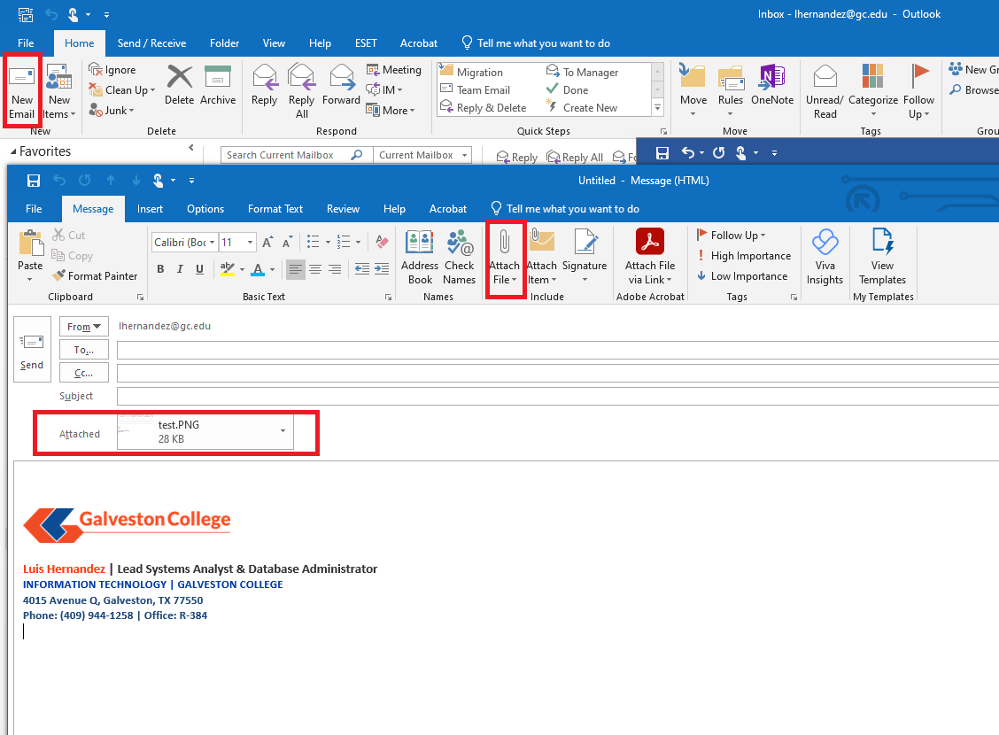 Inbox - lhernandez@gc.edu - Outlook
File Home Send / Receive Folder View Help ESET Acrobat Tell me what you want to do
New Email
New Items
Ignore
Clean Up
Junk
Delete
Archive
Reply
Reply All
Forward
Meeting
IM
More
Migration
Team Email
Reply & Delete
To Manager
Done
Create New
Move
Rules
OneNote
Unread/ Read
Categorize
Follow Up
New Gr
Browse
New Delete Respond Quick Steps Move Tags Grou
Favorites
Search Current Mailbox Current Mailbox
Reply Reply All Fo
Untitled - Message (HTML)
File Message Insert Options Format Text Review Help Acrobat Tell me what you want to do
Paste
Cut
Copy
Format Painter
Calibri (Boc 11 A A
B I U ab A
Address Book
Check Names
Attach File
Attach Item
Signature
Attach File via Link
Follow Up
High Importance
Low Importance
Viva Insights
View Templates
Clipboard Basic Text Names Include Adobe Acrobat Tags My Templates
Send
From lhernandez@gc.edu
To...
Cc...
Subject
Attached test.PNG
28 KB
Galveston College
Luis Hernandez | Lead Systems Analyst & Database Administrator
INFORMATION TECHNOLOGY | GALVESTON COLLEGE
4015 Avenue Q, Galveston, TX 77550
Phone: (409) 944-1258 | Office: R-384